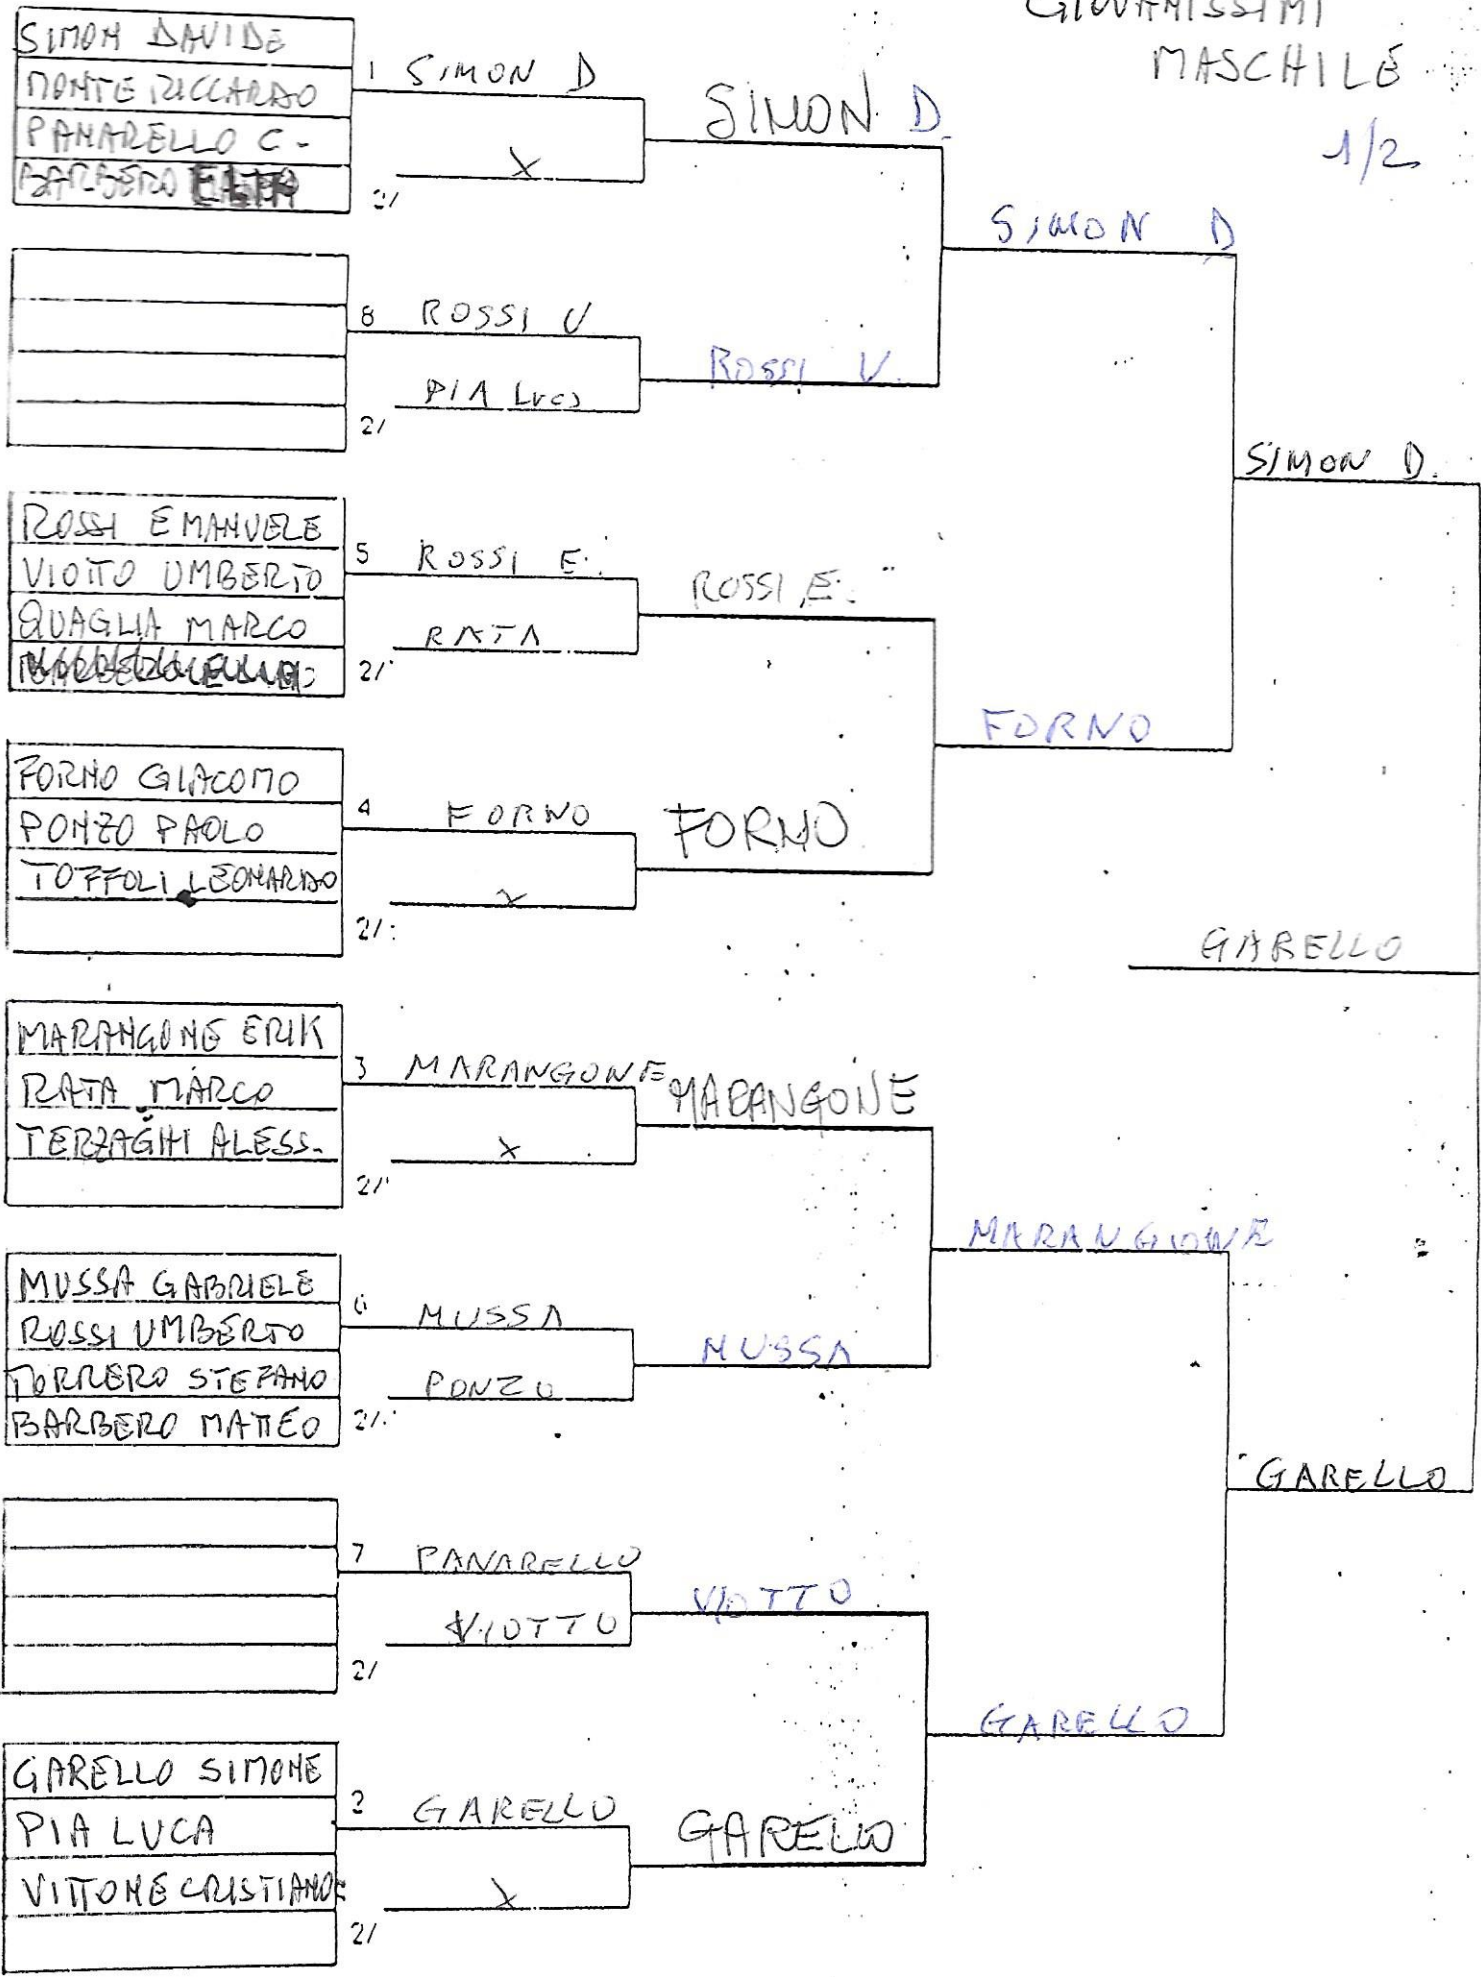 GIOVANISSIMI
MASCHILE
1/2
SIMON DAVIDE
MONTE RICCARDO
PANARELLO C.
BARBERO
1 SIMON D
X
2/
SIMON D.
8 ROSSI U
PIA Luca
2/
ROSSI U.
SIMON D
ROSSI EMANUELE
VIOTTO UMBERTO
QUAGLIA MARCO
5 ROSSI E.
RATA
2/
ROSSI E.
FORNO GIACOMO
PONZO PAOLO
TOFFOLI LEONARDO
4 FORNO
X
2/
FORNO
FORNO
SIMON D.
GARELLO
MARANGONE ERIK
RATA MARCO
TERZAGHI ALESS.
3 MARANGONE
X
2/
MARANGONE
MUSSA GABRIELE
ROSSI UMBERTO
TORRERO STEFANO
BARBERO MATTEO
6 MUSSA
PONZO
2/
MUSSA
MARANGONE
7 PANARELLO
VIOTTO
2/
VIOTTO
GARELLO SIMONE
PIA LUCA
VITTONE CRISTIANO
2 GARELLO
X
2/
GARELLO
GARELLO
GARELLO